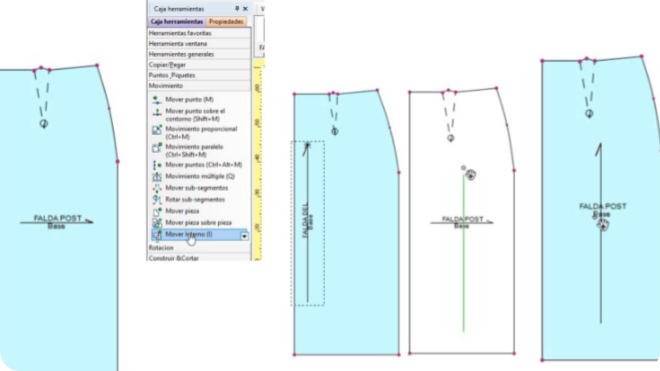 Caja herramientas
Caja herramientas Propiedades
Herramientas favoritas
Herramienta ventana
Herramientas generales
Copiar/Pegar
Puntos _Piquetes
Movimiento
Mover punto (M)
Mover punto sobre el
contorno (Shift+M)
Movimiento proporcional
(Ctrl+M)
Movimiento paralelo
(Ctrl+Shift+M)
Mover puntos (Ctrl+Alt+M)
Movimiento múltiple (Q)
Mover sub-segmentos
Rotar sub-segmentos
Mover pieza
Mover pieza sobre pieza
Mover Interno (I)
Rotacion
Construir &Cortar
FALDA POST
Base
FALDA DEL
Base
FALDA POST
Base
FALDA POST
Base